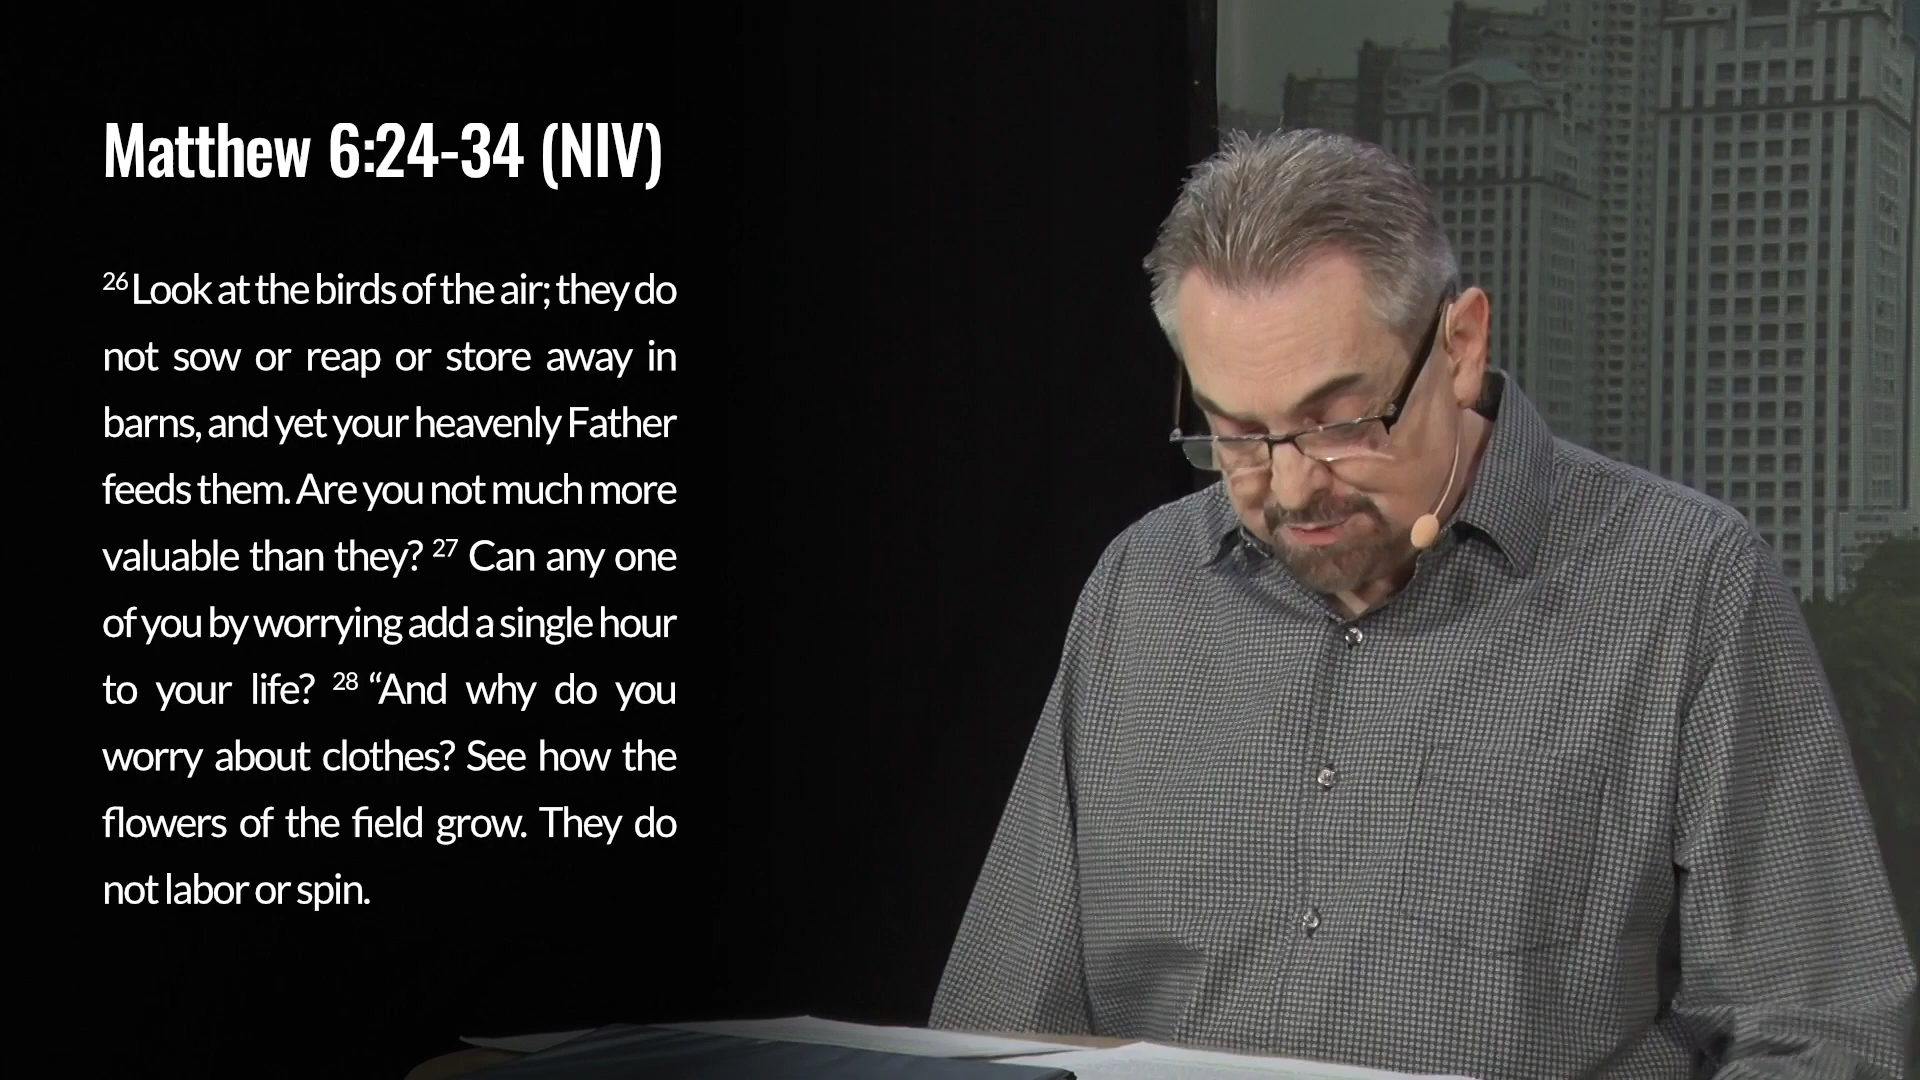 Matthew 6:24-34 (NIV)
26 Look at the birds of the air; they do
not sow or reap or store away in
barns, and yet your heavenly Father
feeds them. Are you not much more
valuable than they? 27 Can any one
of you by worrying add a single hour
to your life? 28 “And why do you
worry about clothes? See how the
flowers of the field grow. They do
not labor or spin.